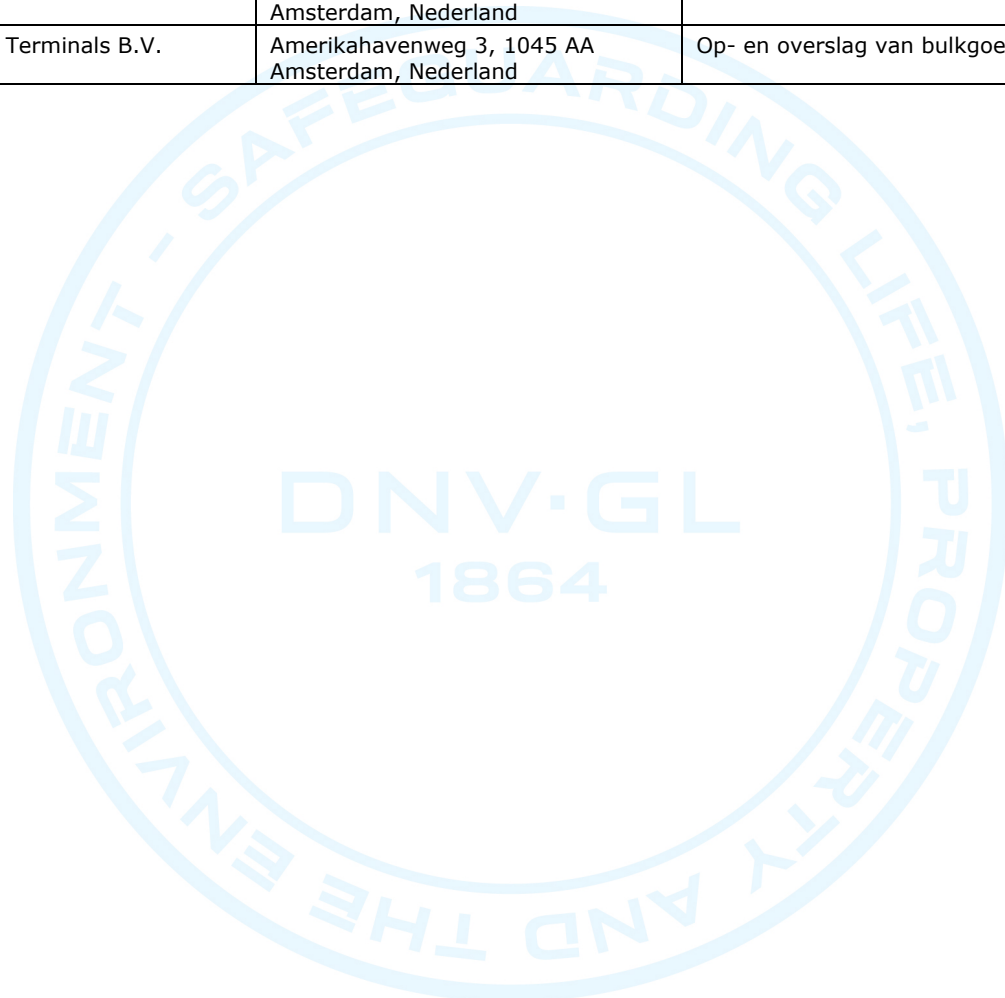 Amsterdam, Nederland
Terminals B.V. Amerikahavenweg 3, 1045 AA Op- en overslag van bulkgoe
Amsterdam, Nederland
SAFEGUARDING LIFE, PROPERTY AND THE ENVIRONMENT -
DNV·GL
1864